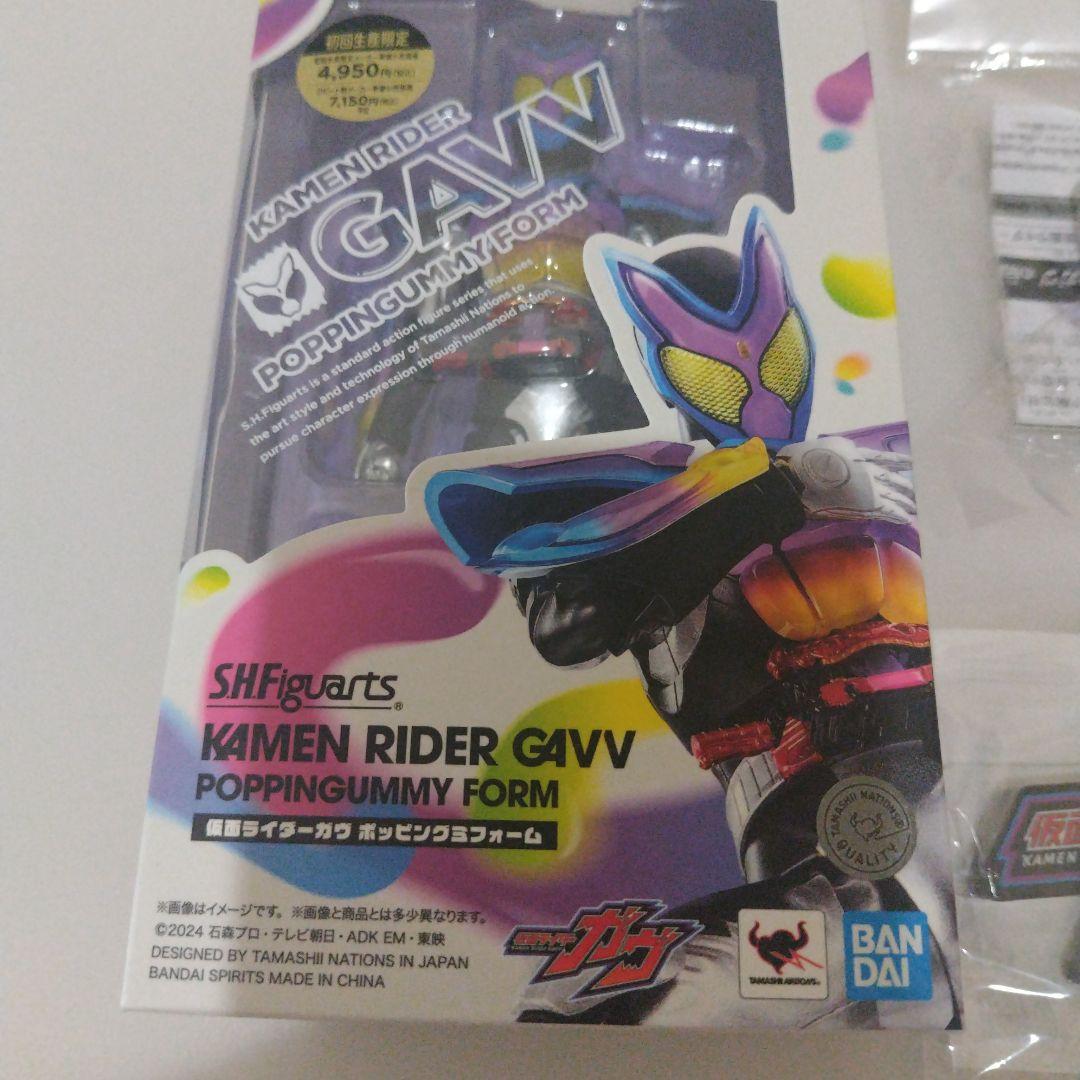 初回生産限定
4,950円(税込)
7,150円(税込)
KAMEN RIDER
GAVV
POPPINGUMMY FORM
S.H.Figuarts is a standard action figure series that uses
the art style and technology of Tamashii Nations to
pursue character expression through humanoid action.
S.H.Figuarts®
KAMEN RIDER GAVV
POPPINGUMMY FORM
仮面ライダーガヴ ポッピングミフォーム
TAMASHII NATIONS
QUALITY
※画像はイメージです。※画像と商品とは多少異なります。
©2024 石森プロ・テレビ朝日・ADK EM・東映
DESIGNED BY TAMASHII NATIONS IN JAPAN
BANDAI SPIRITS MADE IN CHINA
仮面ライダー
ガヴ
TAMASHII NATIONS
BAN
DAI
仮面
KAMEN